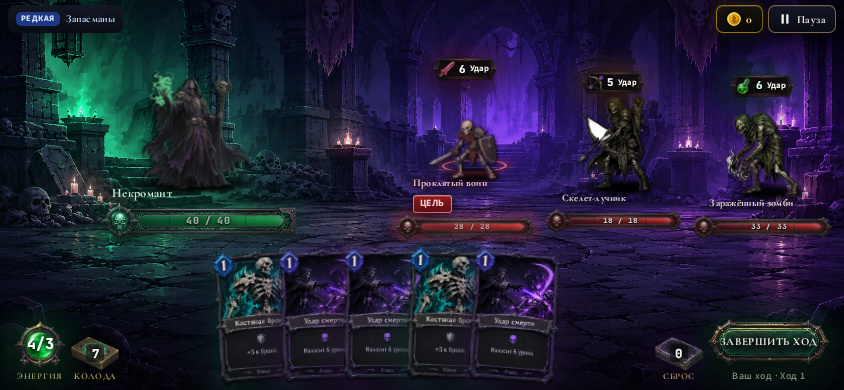 РЕДКАЯ Запас маны
0
Пауза
6 Удар
5 Удар
6 Удар
Некромант
40 / 40
Проклятый воин
ЦЕЛЬ
28 / 28
Скелет-лучник
18 / 18
Заражённый зомби
33 / 33
1
Костяная
+5 к броне.
1
Удар смерти
Наносит 6 урона.
1
Удар смерти
Наносит 6 урона.
1
Костяная
+5 к броне.
1
Удар смерти
Наносит 6 урона.
4/3
ЭНЕРГИЯ
7
КОЛОДА
0
СБРОС
ЗАВЕРШИТЬ ХОД
Ваш ход · Ход 1